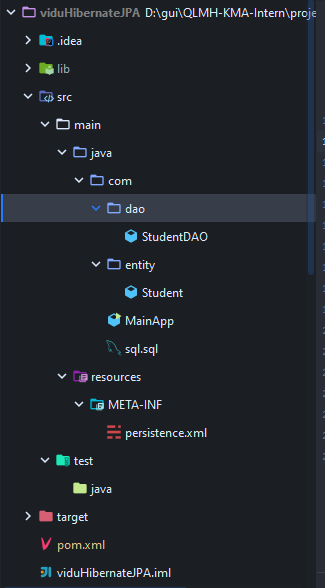 viduHibernateJPA D:\gui\QLMH-KMA-Intern\proje
.idea
lib
src
main
java
com
dao
StudentDAO
entity
Student
MainApp
sql.sql
resources
META-INF
persistence.xml
test
java
target
pom.xml
viduHibernateJPA.iml